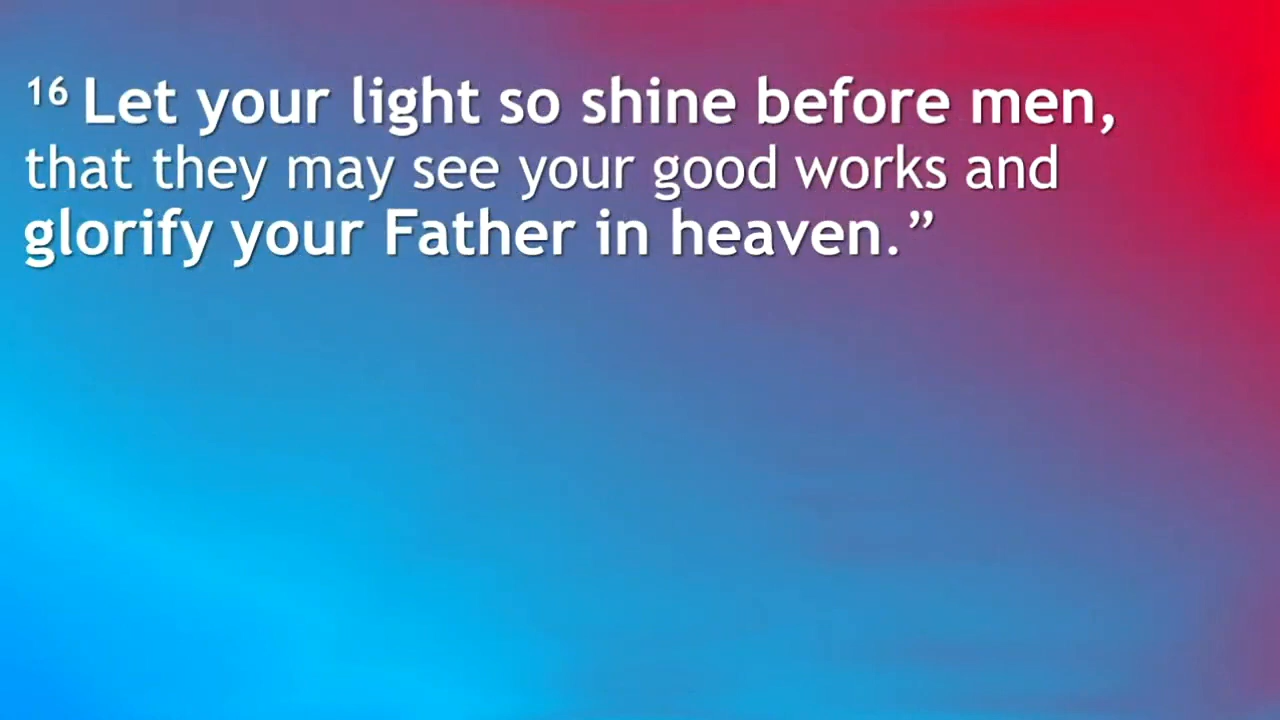 16 Let your light so shine before men,
that they may see your good works and
glorify your Father in heaven.”